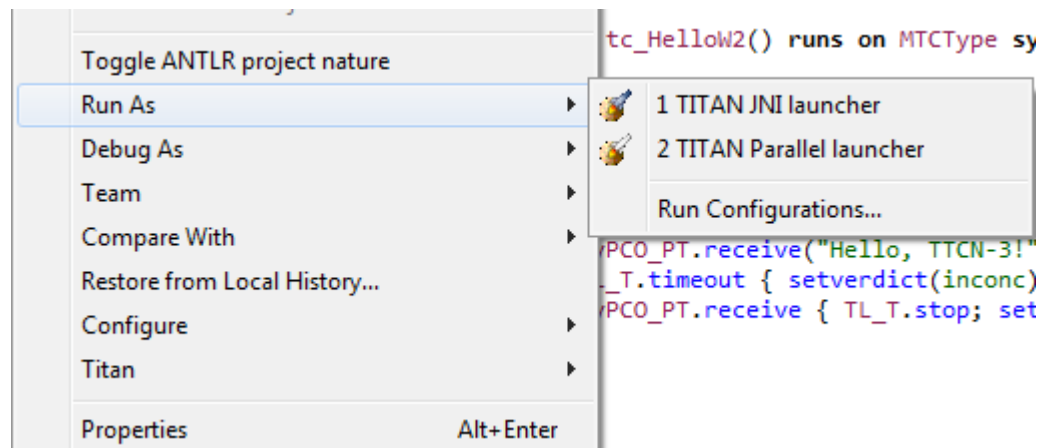 tc_HelloW2() runs on MTCType sy
Toggle ANTLR project nature
Run As
1 TITAN JNI launcher
Debug As
2 TITAN Parallel launcher
Team
Run Configurations...
Compare With
PCO_PT.receive("Hello, TTCN-3!"
Restore from Local History...
_T.timeout { setverdict(inconc)
PCO_PT.receive { TL_T.stop; set
Configure
Titan
Properties Alt+Enter